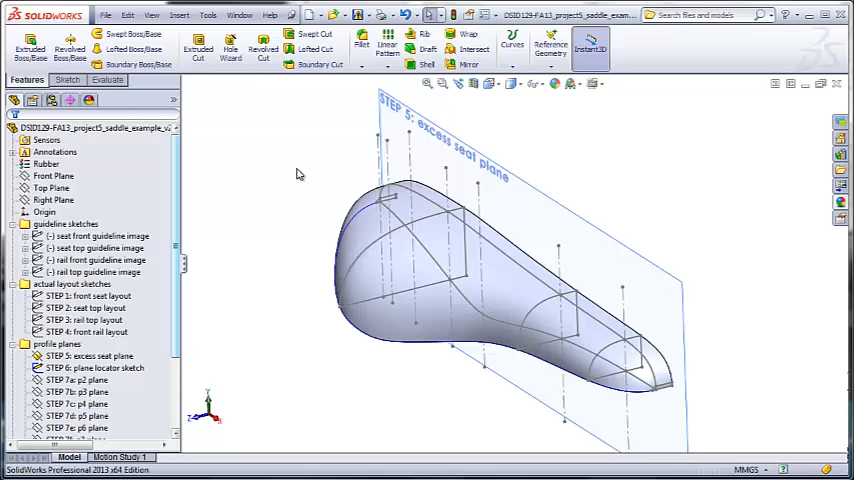 SOLIDWORKS File Edit View Insert Tools Window Help DSID129-FA13_project5_saddle_exam... Search files and models
Extruded Boss/Base
Revolved Boss/Base
Swept Boss/Base
Lofted Boss/Base
Boundary Boss/Base
Extruded Cut
Hole Wizard
Revolved Cut
Swept Cut
Lofted Cut
Boundary Cut
Fillet
Linear Pattern
Rib
Draft
Shell
Wrap
Intersect
Mirror
Curves
Reference Geometry
Instant3D
Features Sketch Evaluate
DSID129-FA13_project5_saddle_example_v2
Sensors
Annotations
Rubber
Front Plane
Top Plane
Right Plane
Origin
guideline sketches
(-) seat front guideline image
(-) seat top guideline image
(-) rail front guideline image
(-) rail top guideline image
actual layout sketches
STEP 1: front seat layout
STEP 2: seat top layout
STEP 3: rail top layout
STEP 4: front rail layout
profile planes
STEP 5: excess seat plane
STEP 6: plane locator sketch
STEP 7a: p2 plane
STEP 7b: p3 plane
STEP 7c: p4 plane
STEP 7d: p5 plane
STEP 7e: p6 plane
STEP 5: excess seat plane
Y
Z
X
Model Motion Study 1
SolidWorks Professional 2013 x64 Edition MMGS